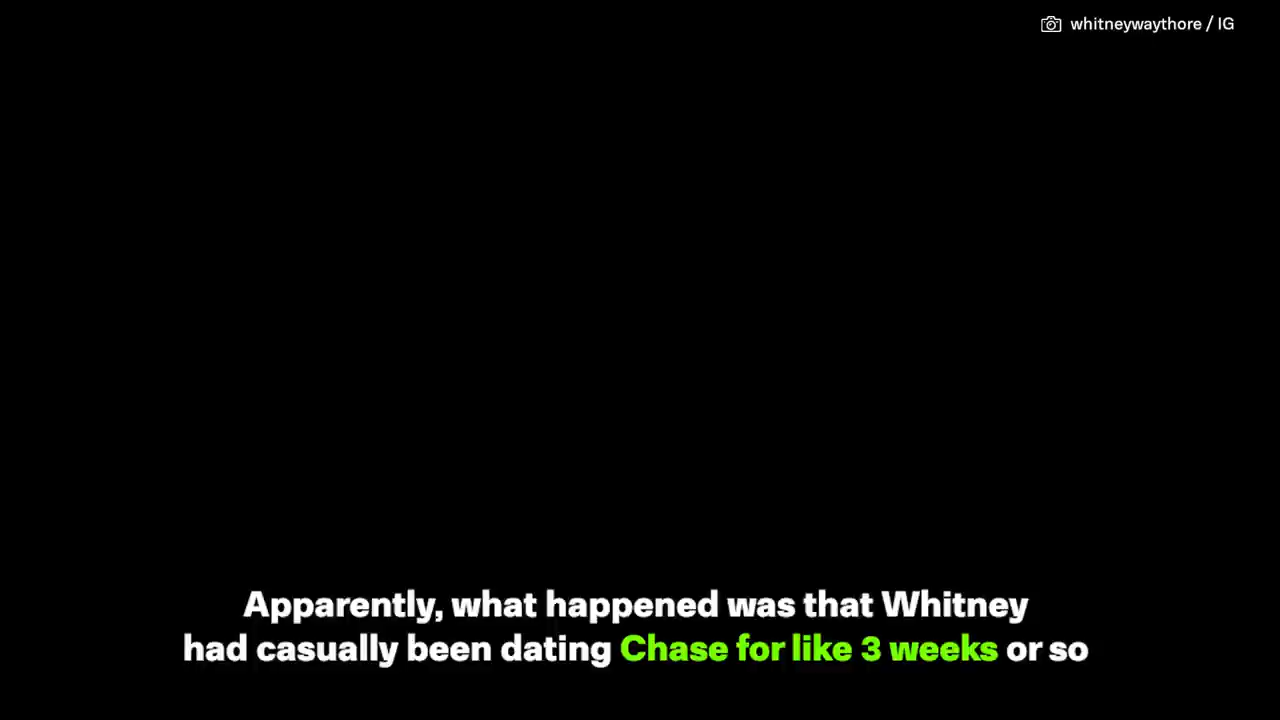 whitneywaythore / IG
Apparently, what happened was that Whitney
had casually been dating Chase for like 3 weeks or so